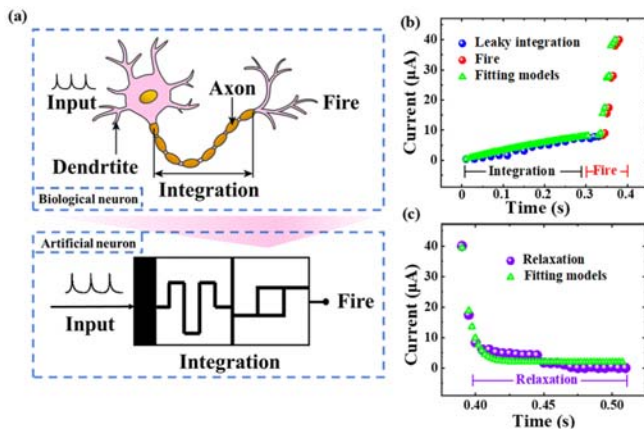 (a)
Input
Axon
Fire
Dendrtite
Integration
Biological neuron
Artificial neuron
Input
Fire
Integration
(b)
Current (µA)
40
30
20
10
0
Leaky integration
Fire
Fitting models
Integration
Fire
0
0.1
0.2
0.3
0.4
Time (s)
(c)
Current (µA)
40
30
20
10
0
Relaxation
Fitting models
Relaxation
0.40
0.45
0.50
Time (s)